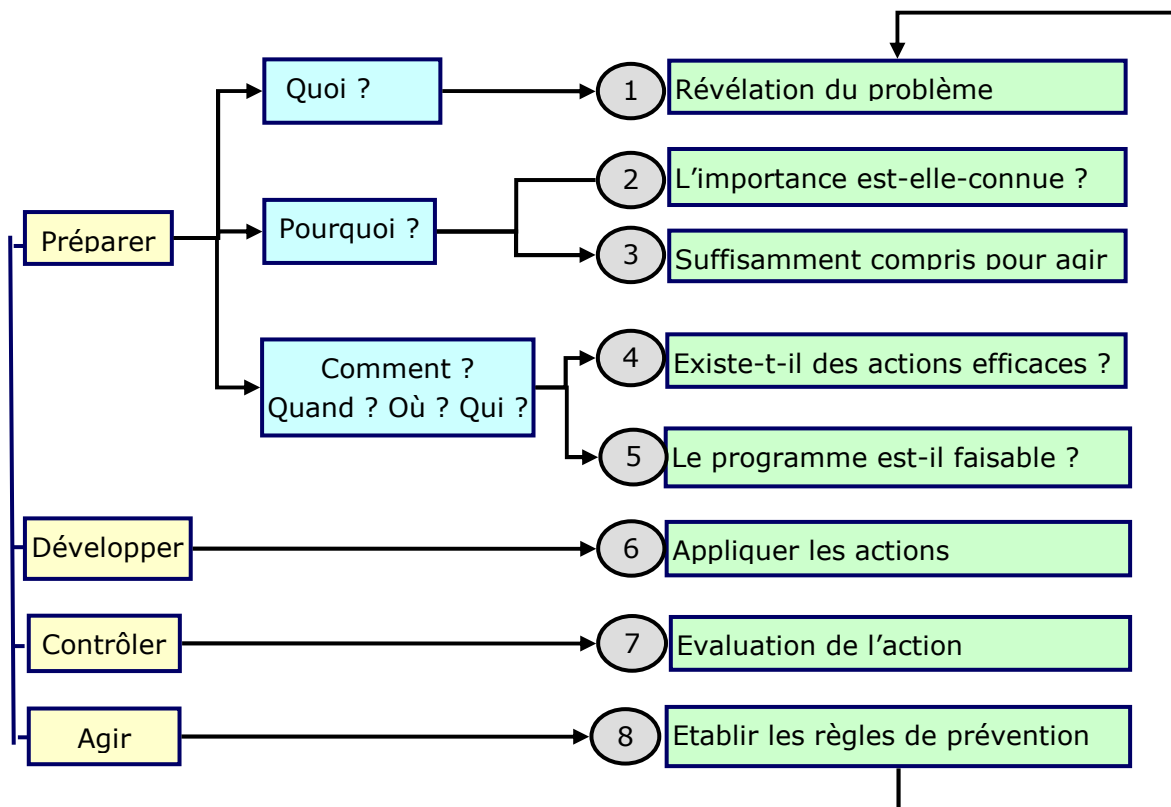 Quoi ?
1
Révélation du problème
2
L’importance est-elle-connue ?
Préparer
Pourquoi ?
3
Suffisamment compris pour agir
Comment ?
Quand ? Où ? Qui ?
4
Existe-t-il des actions efficaces ?
5
Le programme est-il faisable ?
Développer
6
Appliquer les actions
Contrôler
7
Evaluation de l’action
Agir
8
Etablir les règles de prévention